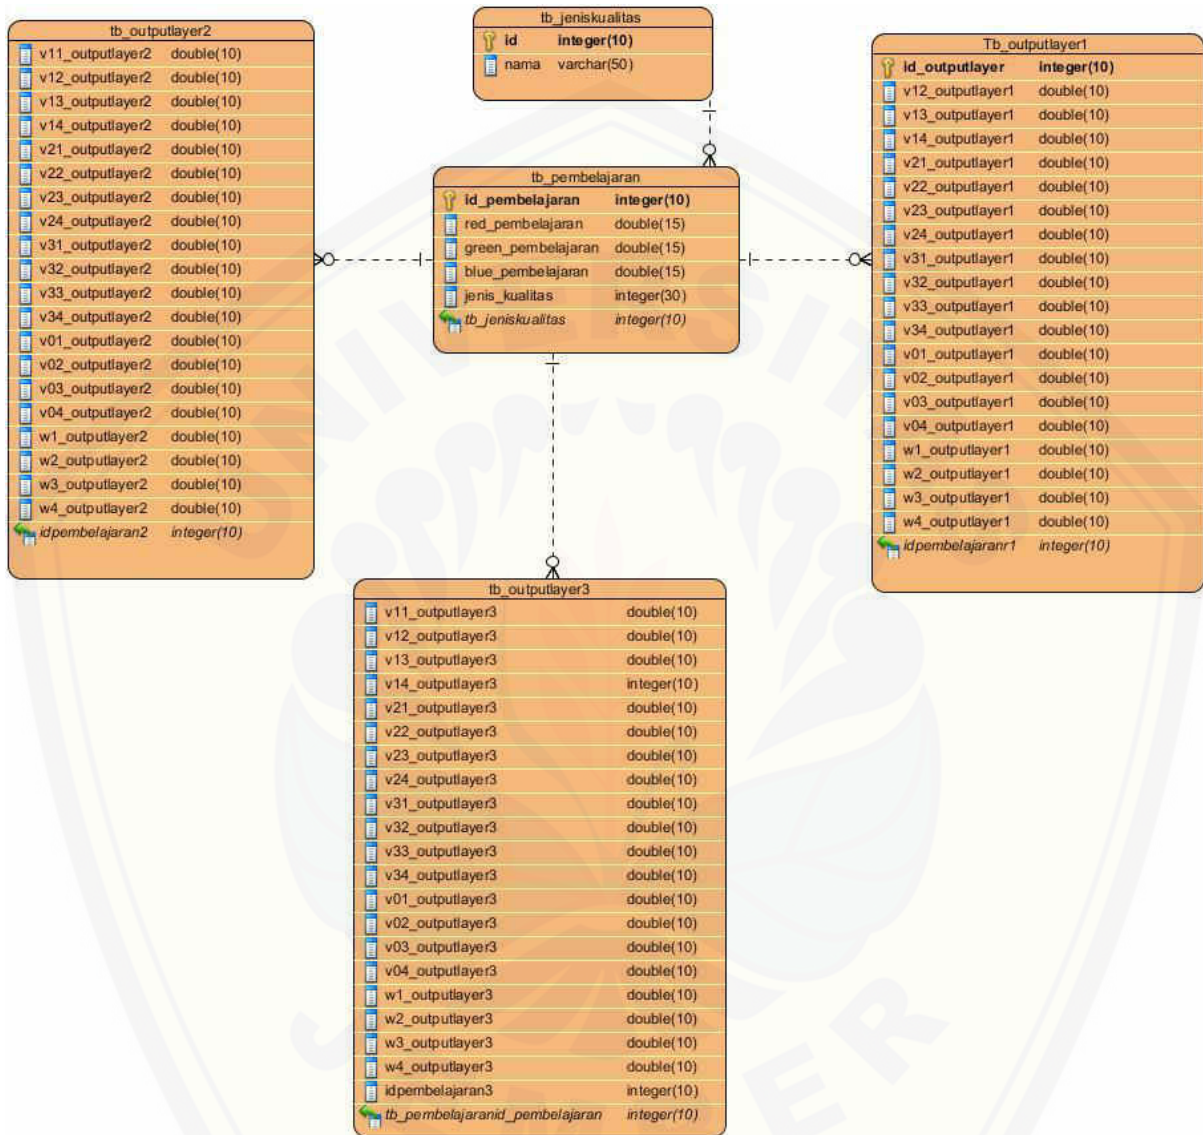 tb_outputlayer2
v11_outputlayer2 double(10)
v12_outputlayer2 double(10)
v13_outputlayer2 double(10)
v14_outputlayer2 double(10)
v21_outputlayer2 double(10)
v22_outputlayer2 double(10)
v23_outputlayer2 double(10)
v24_outputlayer2 double(10)
v31_outputlayer2 double(10)
v32_outputlayer2 double(10)
v33_outputlayer2 double(10)
v34_outputlayer2 double(10)
v01_outputlayer2 double(10)
v02_outputlayer2 double(10)
v03_outputlayer2 double(10)
v04_outputlayer2 double(10)
w1_outputlayer2 double(10)
w2_outputlayer2 double(10)
w3_outputlayer2 double(10)
w4_outputlayer2 double(10)
idpembelajaran2 integer(10)
tb_jeniskualitas
id integer(10)
nama varchar(50)
tb_pembelajaran
id_pembelajaran integer(10)
red_pembelajaran double(15)
green_pembelajaran double(15)
blue_pembelajaran double(15)
jenis_kualitas integer(30)
tb_jeniskualitas integer(10)
Tb_outputlayer1
id_outputlayer integer(10)
v12_outputlayer1 double(10)
v13_outputlayer1 double(10)
v14_outputlayer1 double(10)
v21_outputlayer1 double(10)
v22_outputlayer1 double(10)
v23_outputlayer1 double(10)
v24_outputlayer1 double(10)
v31_outputlayer1 double(10)
v32_outputlayer1 double(10)
v33_outputlayer1 double(10)
v34_outputlayer1 double(10)
v01_outputlayer1 double(10)
v02_outputlayer1 double(10)
v03_outputlayer1 double(10)
v04_outputlayer1 double(10)
w1_outputlayer1 double(10)
w2_outputlayer1 double(10)
w3_outputlayer1 double(10)
w4_outputlayer1 double(10)
idpembelajaranr1 integer(10)
tb_outputlayer3
v11_outputlayer3 double(10)
v12_outputlayer3 double(10)
v13_outputlayer3 double(10)
v14_outputlayer3 integer(10)
v21_outputlayer3 double(10)
v22_outputlayer3 double(10)
v23_outputlayer3 double(10)
v24_outputlayer3 double(10)
v31_outputlayer3 double(10)
v32_outputlayer3 double(10)
v33_outputlayer3 double(10)
v34_outputlayer3 double(10)
v01_outputlayer3 double(10)
v02_outputlayer3 double(10)
v03_outputlayer3 double(10)
v04_outputlayer3 double(10)
w1_outputlayer3 double(10)
w2_outputlayer3 double(10)
w3_outputlayer3 double(10)
w4_outputlayer3 double(10)
idpembelajaran3 integer(10)
tb_pembelajaranid_pembelajaran integer(10)